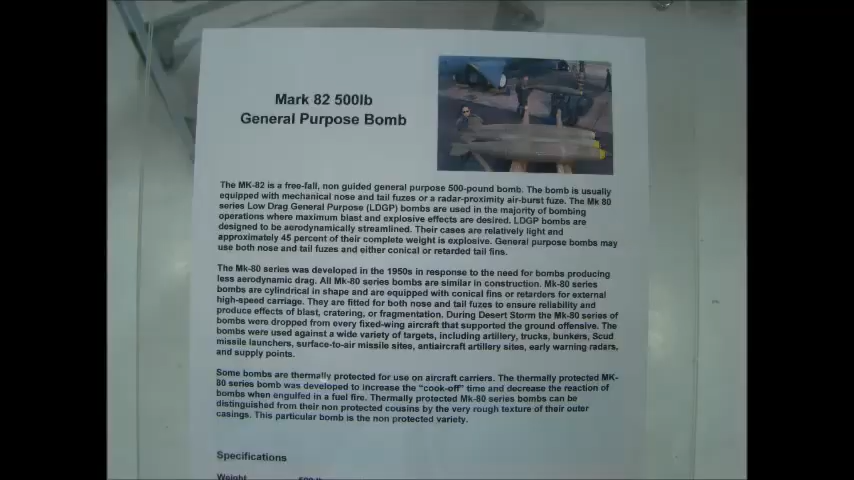 Mark 82 500lb
General Purpose Bomb
The MK-82 is a free-fall, non guided general purpose 500-pound bomb. The bomb is usually
equipped with mechanical nose and tail fuzes or a radar-proximity air-burst fuze. The Mk 80
series Low Drag General Purpose (LDGP) bombs are used in the majority of bombing
operations where maximum blast and explosive effects are desired. LDGP bombs are
designed to be aerodynamically streamlined. Their cases are relatively light and
approximately 45 percent of their complete weight is explosive. General purpose bombs may
use both nose and tail fuzes and either conical or retarded tail fins.
The Mk-80 series was developed in the 1950s in response to the need for bombs producing
less aerodynamic drag. All Mk-80 series bombs are similar in construction. Mk-80 series
bombs are cylindrical in shape and are equipped with conical fins or retarders for external
high-speed carriage. They are fitted for both nose and tail fuzes to ensure reliability and
produce effects of blast, cratering, or fragmentation. During Desert Storm the Mk-80 Series of
bombs were dropped from every fixed-wing aircraft that supported the ground offensive. The
bombs were used against a wide variety of targets, including artillery, trucks, bunkers, Scud
missile launchers, surface-to-air missile sites, antiaircraft artillery sites, early warning radars,
and supply points.
Some bombs are thermally protected for use on aircraft carriers. The thermally protected MK-
80 series bomb was developed to increase the "cook-off" time and decrease the reaction of
bombs when engulfed in a fuel fire. Thermally protected Mk-80 series bombs can be
distinguished from their non protected cousins by the very rough texture of their outer
casings. This particular bomb is the non protected variety.
Specifications
Weight